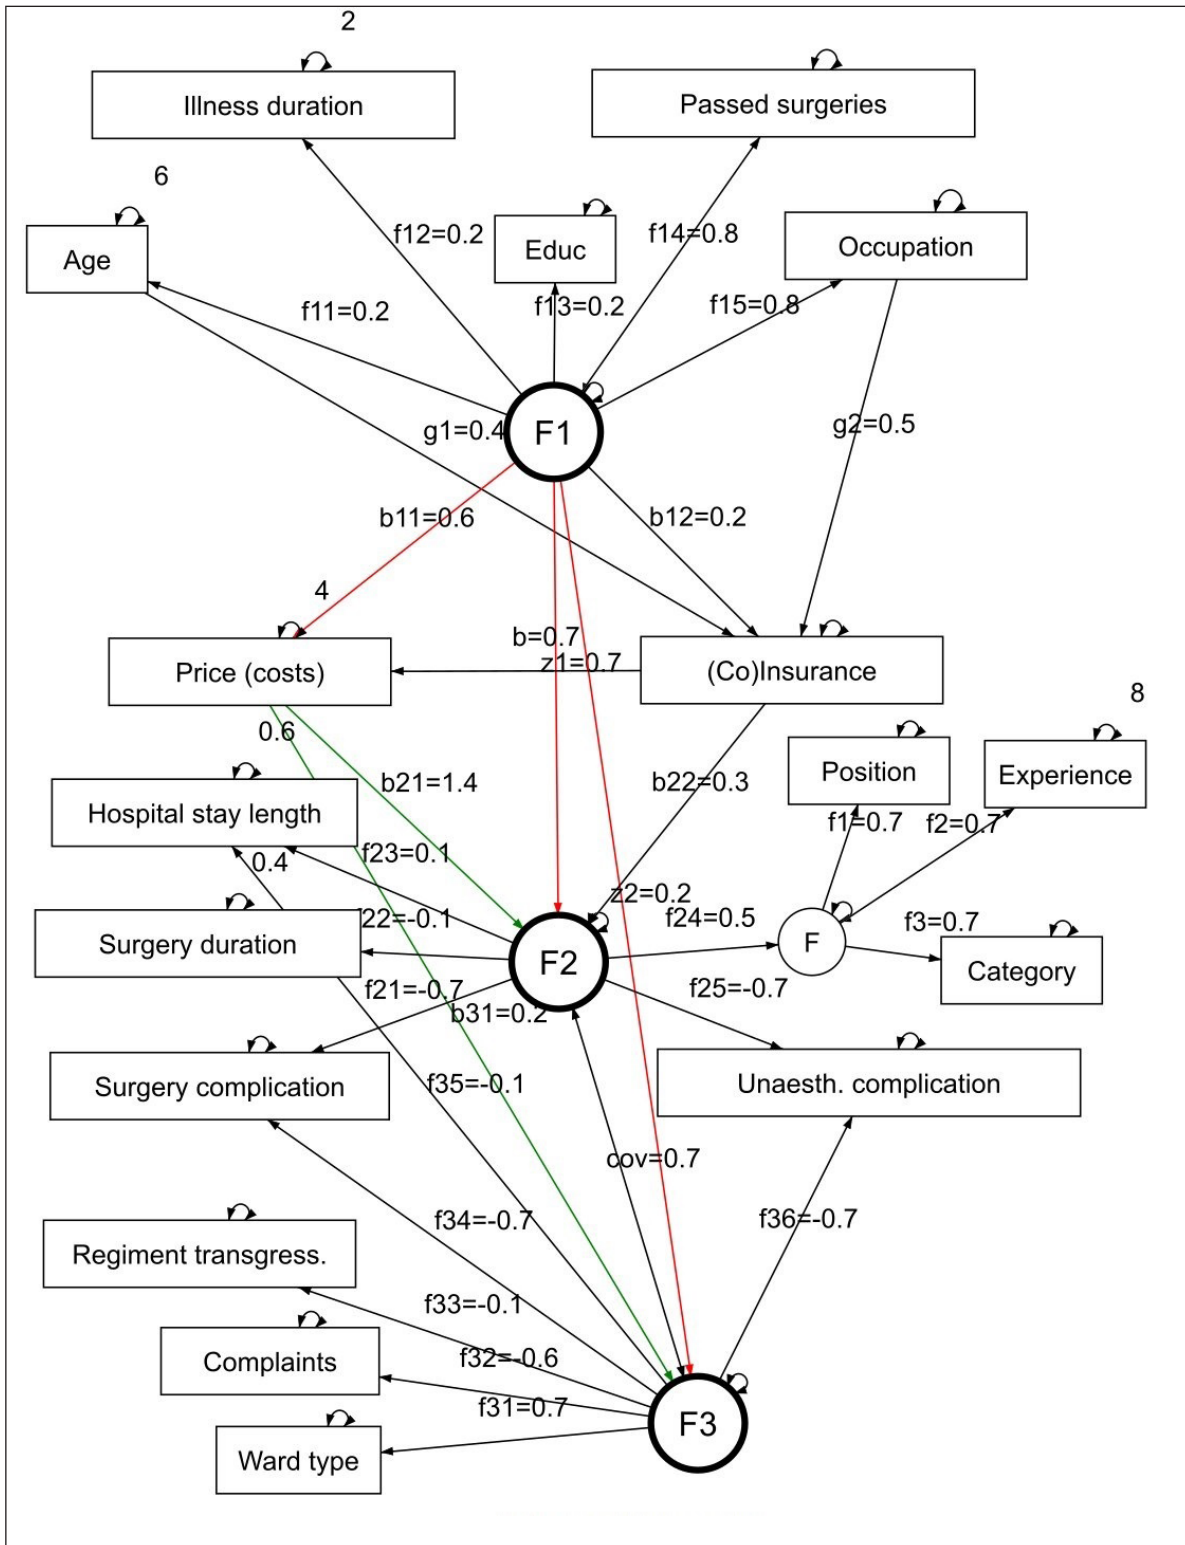 2
Illness duration
Passed surgeries
6
Age
f12=0.2
Educ
f14=0.8
Occupation
f11=0.2
f13=0.2
f15=0.8
F1
g1=0.4
g2=0.5
b11=0.6
b12=0.2
4
b=0.7
z1=0.7
Price (costs)
(Co)Insurance
8
0.6
b21=1.4
b22=0.3
Position
Experience
Hospital stay length
f1=0.7
f2=0.7
f23=0.1
0.4
z2=0.2
f22=-0.1
f24=0.5
f3=0.7
Surgery duration
F2
F
Category
f21=-0.7
f25=-0.7
b31=0.2
Surgery complication
f35=-0.1
Unaesth. complication
cov=0.7
f34=-0.7
f36=-0.7
Regiment transgress.
f33=-0.1
Complaints
f32=-0.6
f31=0.7
F3
Ward type